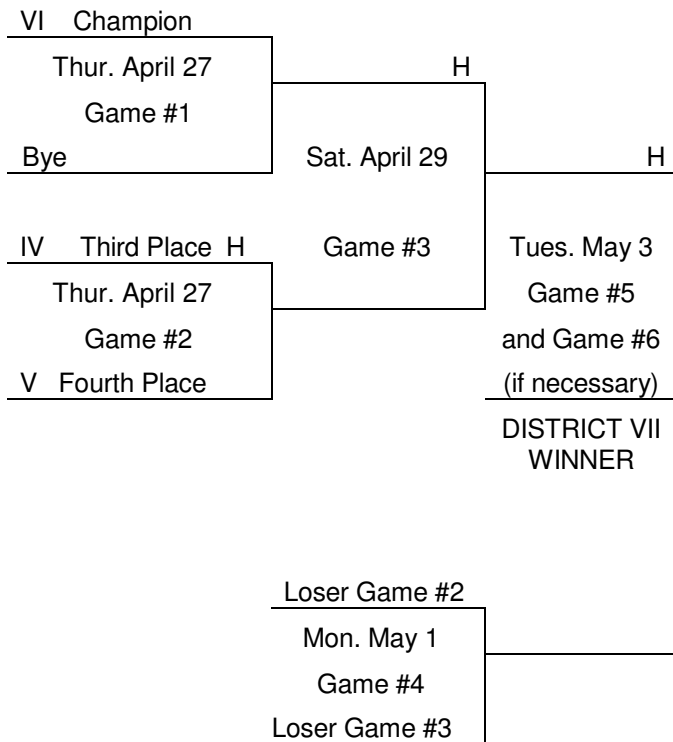 VI Champion
Thur. April 27
Game #1
Bye
H
Sat. April 29
Game #3
IV Third Place H
Thur. April 27
Game #2
V Fourth Place
H
Tues. May 3
Game #5
and Game #6
(if necessary)
DISTRICT VII
WINNER
Loser Game #2
Mon. May 1
Game #4
Loser Game #3